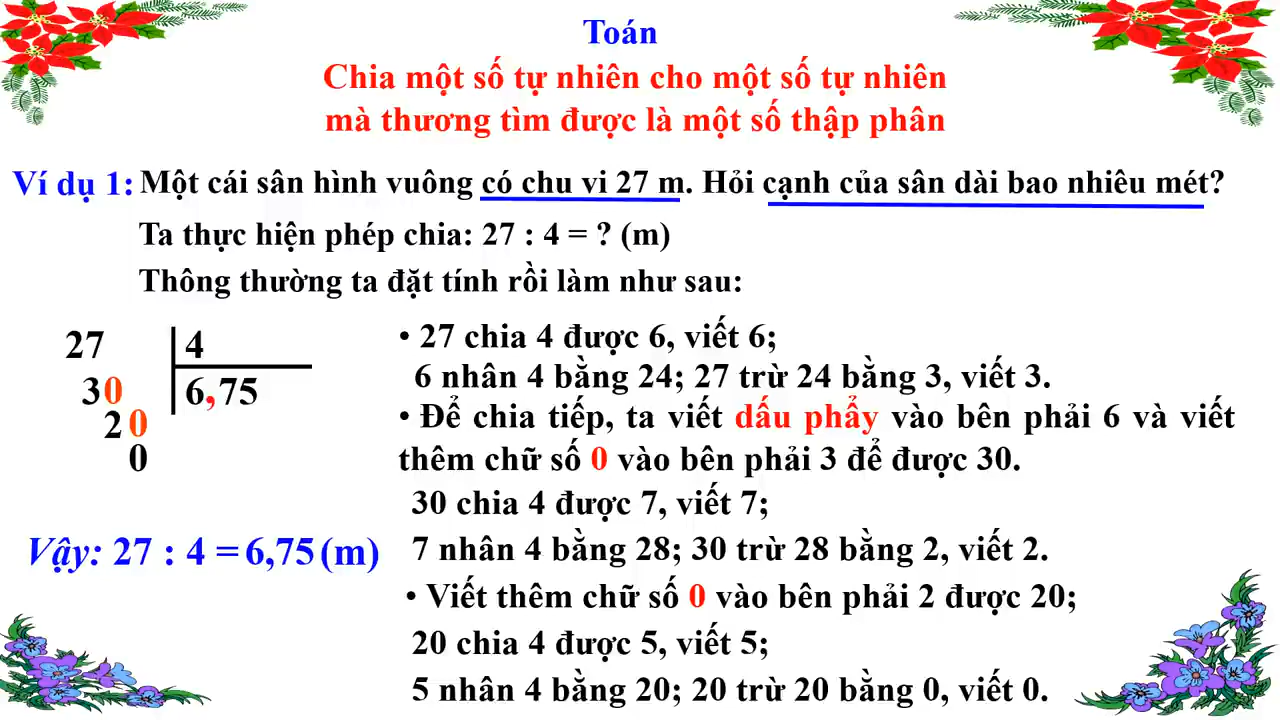 Toán
Chia một số tự nhiên cho một số tự nhiên
mà thương tìm được là một số thập phân
Ví dụ 1: Một cái sân hình vuông có chu vi 27 m. Hỏi cạnh của sân dài bao nhiêu mét?
Ta thực hiện phép chia: 27 : 4 = ? (m)
Thông thường ta đặt tính rồi làm như sau:
27 4
30 6,75
20
0
Vậy: 27 : 4 = 6,75 (m)
• 27 chia 4 được 6, viết 6;
6 nhân 4 bằng 24; 27 trừ 24 bằng 3, viết 3.
• Để chia tiếp, ta viết dấu phẩy vào bên phải 6 và viết
thêm chữ số 0 vào bên phải 3 để được 30.
30 chia 4 được 7, viết 7;
7 nhân 4 bằng 28; 30 trừ 28 bằng 2, viết 2.
• Viết thêm chữ số 0 vào bên phải 2 được 20;
20 chia 4 được 5, viết 5;
5 nhân 4 bằng 20; 20 trừ 20 bằng 0, viết 0.